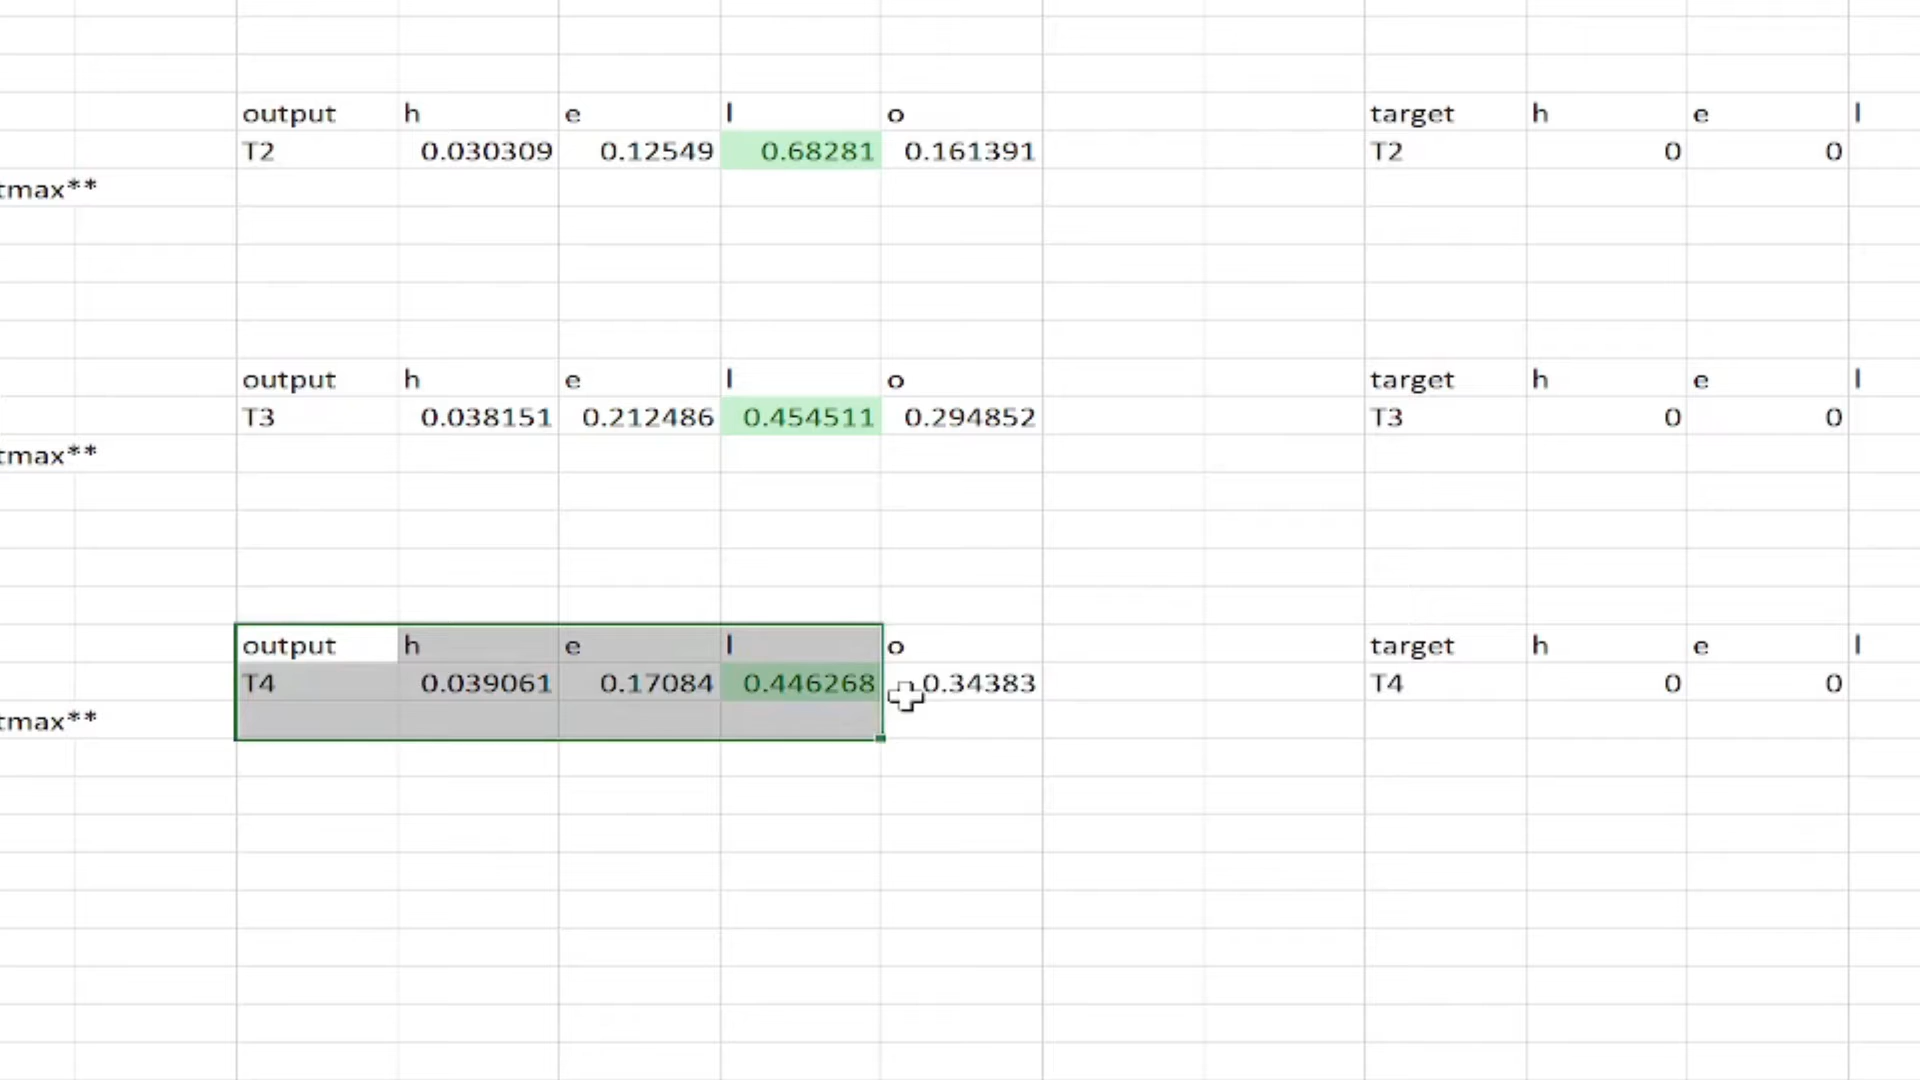 output h e l o target h e l
T2 0.030309 0.12549 0.68281 0.161391 T2 0 0
tmax**
output h e l o target h e l
T3 0.038151 0.212486 0.454511 0.294852 T3 0 0
tmax**
output h e l o target h e l
T4 0.039061 0.17084 0.446268 0.34383 T4 0 0
tmax**